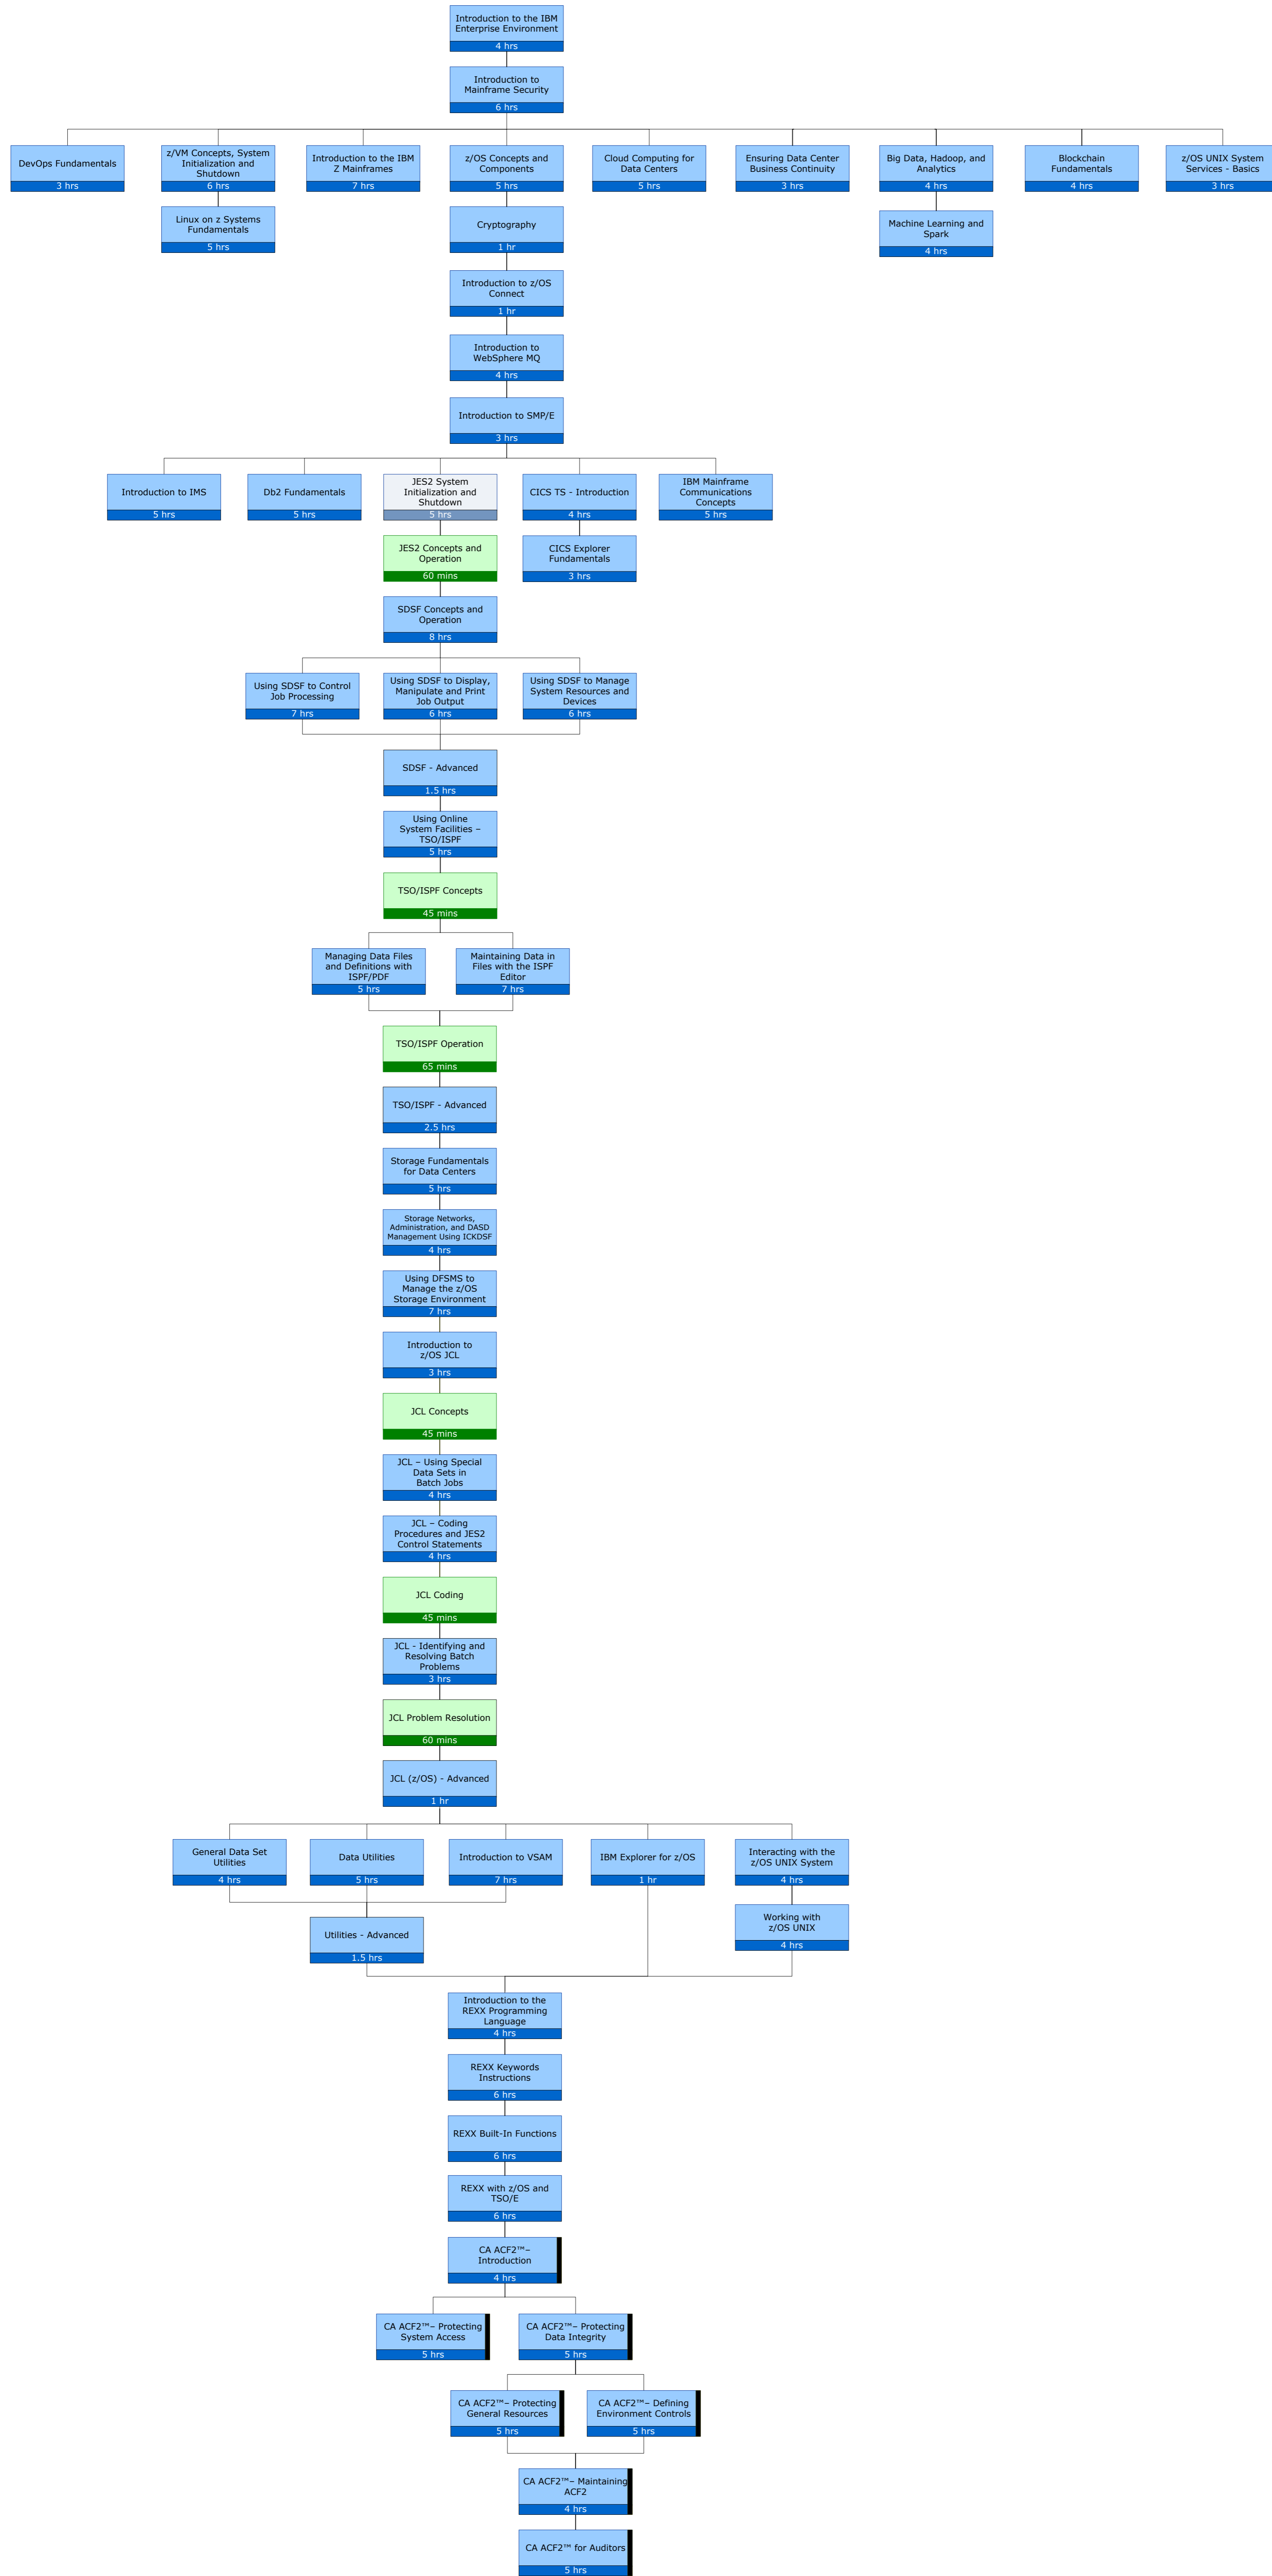 Introduction to the IBM
Enterprise Environment
4 hrs
Introduction to
Mainframe Security
6 hrs
DevOps Fundamentals
3 hrs
z/VM Concepts, System
Initialization and
Shutdown
6 hrs
Introduction to the IBM
Z Mainframes
7 hrs
z/OS Concepts and
Components
5 hrs
Cloud Computing for
Data Centers
5 hrs
Ensuring Data Center
Business Continuity
3 hrs
Big Data, Hadoop, and
Analytics
4 hrs
Blockchain
Fundamentals
4 hrs
z/OS UNIX System
Services - Basics
3 hrs
Linux on z Systems
Fundamentals
5 hrs
Cryptography
1 hr
Machine Learning and
Spark
4 hrs
Introduction to z/OS
Connect
1 hr
Introduction to
WebSphere MQ
4 hrs
Introduction to SMP/E
3 hrs
Introduction to IMS
5 hrs
Db2 Fundamentals
5 hrs
JES2 System
Initialization and
Shutdown
5 hrs
CICS TS - Introduction
4 hrs
IBM Mainframe
Communications
Concepts
5 hrs
JES2 Concepts and
Operation
60 mins
CICS Explorer
Fundamentals
3 hrs
SDSF Concepts and
Operation
8 hrs
Using SDSF to Control
Job Processing
7 hrs
Using SDSF to Display,
Manipulate and Print
Job Output
6 hrs
Using SDSF to Manage
System Resources and
Devices
6 hrs
SDSF - Advanced
1.5 hrs
Using Online
System Facilities –
TSO/ISPF
5 hrs
TSO/ISPF Concepts
45 mins
Managing Data Files
and Definitions with
ISPF/PDF
5 hrs
Maintaining Data in
Files with the ISPF
Editor
7 hrs
TSO/ISPF Operation
65 mins
TSO/ISPF - Advanced
2.5 hrs
Storage Fundamentals
for Data Centers
5 hrs
Storage Networks,
Administration, and DASD
Management Using ICKDSF
4 hrs
Using DFSMS to
Manage the z/OS
Storage Environment
7 hrs
Introduction to
z/OS JCL
3 hrs
JCL Concepts
45 mins
JCL – Using Special
Data Sets in
Batch Jobs
4 hrs
JCL – Coding
Procedures and JES2
Control Statements
4 hrs
JCL Coding
45 mins
JCL - Identifying and
Resolving Batch
Problems
3 hrs
JCL Problem Resolution
60 mins
JCL (z/OS) - Advanced
1 hr
General Data Set
Utilities
4 hrs
Data Utilities
5 hrs
Introduction to VSAM
7 hrs
IBM Explorer for z/OS
1 hr
Interacting with the
z/OS UNIX System
4 hrs
Utilities - Advanced
1.5 hrs
Working with
z/OS UNIX
4 hrs
Introduction to the
REXX Programming
Language
4 hrs
REXX Keywords
Instructions
6 hrs
REXX Built-In Functions
6 hrs
REXX with z/OS and
TSO/E
6 hrs
CA ACF2™–
Introduction
4 hrs
CA ACF2™– Protecting
System Access
5 hrs
CA ACF2™– Protecting
Data Integrity
5 hrs
CA ACF2™– Protecting
General Resources
5 hrs
CA ACF2™– Defining
Environment Controls
5 hrs
CA ACF2™– Maintaining
ACF2
4 hrs
CA ACF2™ for Auditors
5 hrs